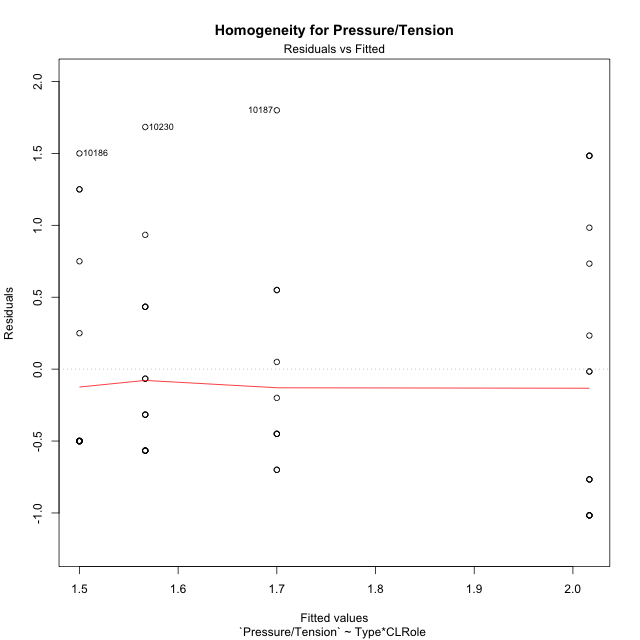 Homogeneity for Pressure/Tension
Residuals vs Fitted
2.0
1.5
1.0
0.5
0.0
-0.5
-1.0
Residuals
10187
10230
10186
1.5 1.6 1.7 1.8 1.9 2.0
Fitted values
`Pressure/Tension` ~ Type*CLRole